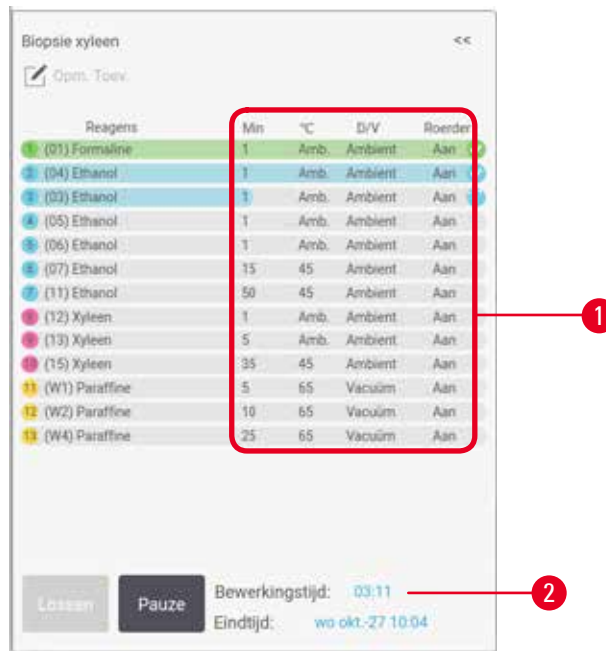 Biopsie xyleen <<
Opm. Toev.
Reagens Min °C D/V Roerder
1 (01) Formaline 1 Amb. Ambient Aan
2 (04) Ethanol 1 Amb. Ambient Aan
3 (03) Ethanol 1 Amb. Ambient Aan
4 (05) Ethanol 1 Amb. Ambient Aan
5 (06) Ethanol 1 Amb. Ambient Aan
6 (07) Ethanol 15 45 Ambient Aan
7 (11) Ethanol 50 45 Ambient Aan
8 (12) Xyleen 1 Amb. Ambient Aan
9 (13) Xyleen 5 Amb. Ambient Aan
10 (15) Xyleen 35 45 Ambient Aan
11 (W1) Paraffine 5 65 Vacuüm Aan
12 (W2) Paraffine 10 65 Vacuüm Aan
13 (W4) Paraffine 25 65 Vacuüm Aan
1
Lossen Pauze Bewerkingstijd: 03:11 2
Eindtijd: wo okt.-27 10:04